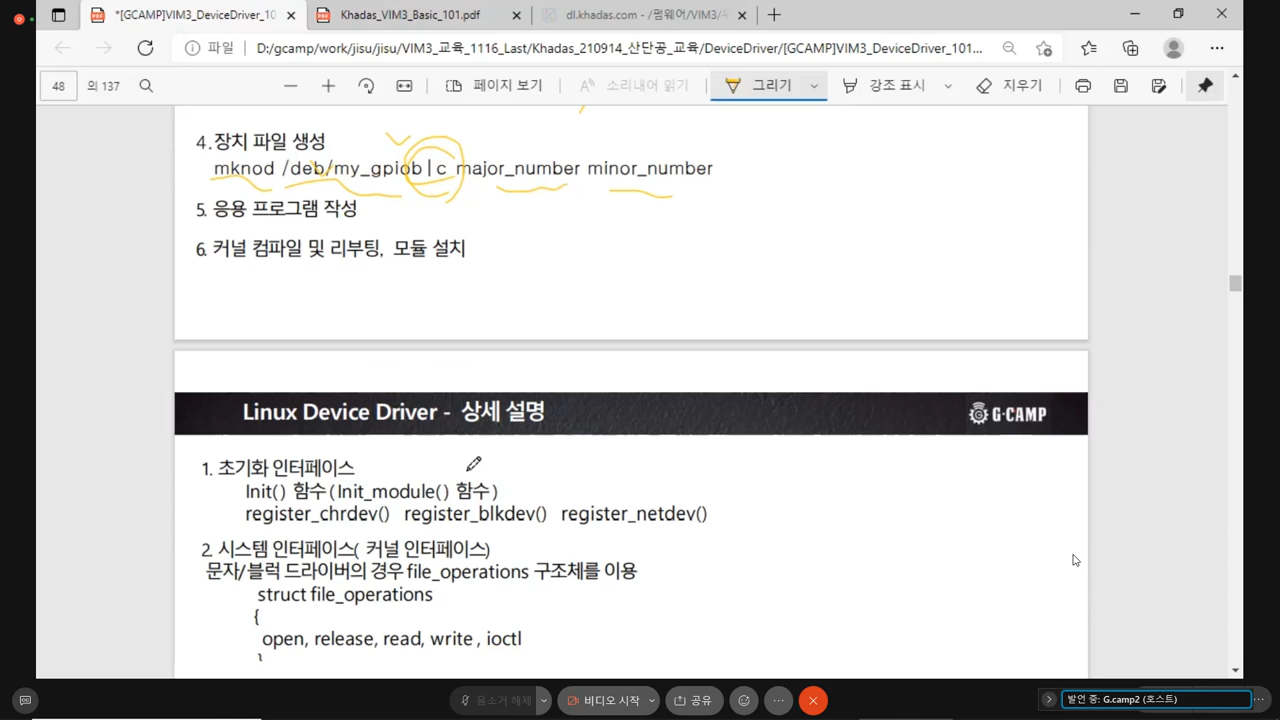 *[GCAMP]VIM3_DeviceDriver_10
Khadas_VIM3_Basic_101.pdf
dl.khadas.com - /펌웨어/VIM3/우
파일
D:/gcamp/work/jisu/jisu/VIM3_교육_1116_Last/Khadas_210914_산단공_교육/DeviceDriver/[GCAMP]VIM3_DeviceDriver_101...
48 의 137
페이지 보기
소리내어 읽기
그리기
강조 표시
지우기
4.장치 파일 생성
mknod /deb/my_gpiob|c major_number minor_number
5. 응용 프로그램 작성
6. 커널 컴파일 및 리부팅, 모듈 설치
Linux Device Driver - 상세 설명
G·CAMP
1. 초기화 인터페이스
Init() 함수(Init_module() 함수)
register_chrdev() register_blkdev() register_netdev()
2. 시스템 인터페이스( 커널 인터페이스)
문자/블럭 드라이버의 경우 file_operations 구조체를 이용
struct file_operations
{
open, release, read, write , ioctl
}
음소거 해제
비디오 시작
공유
발언 중: G.camp2 (호스트)